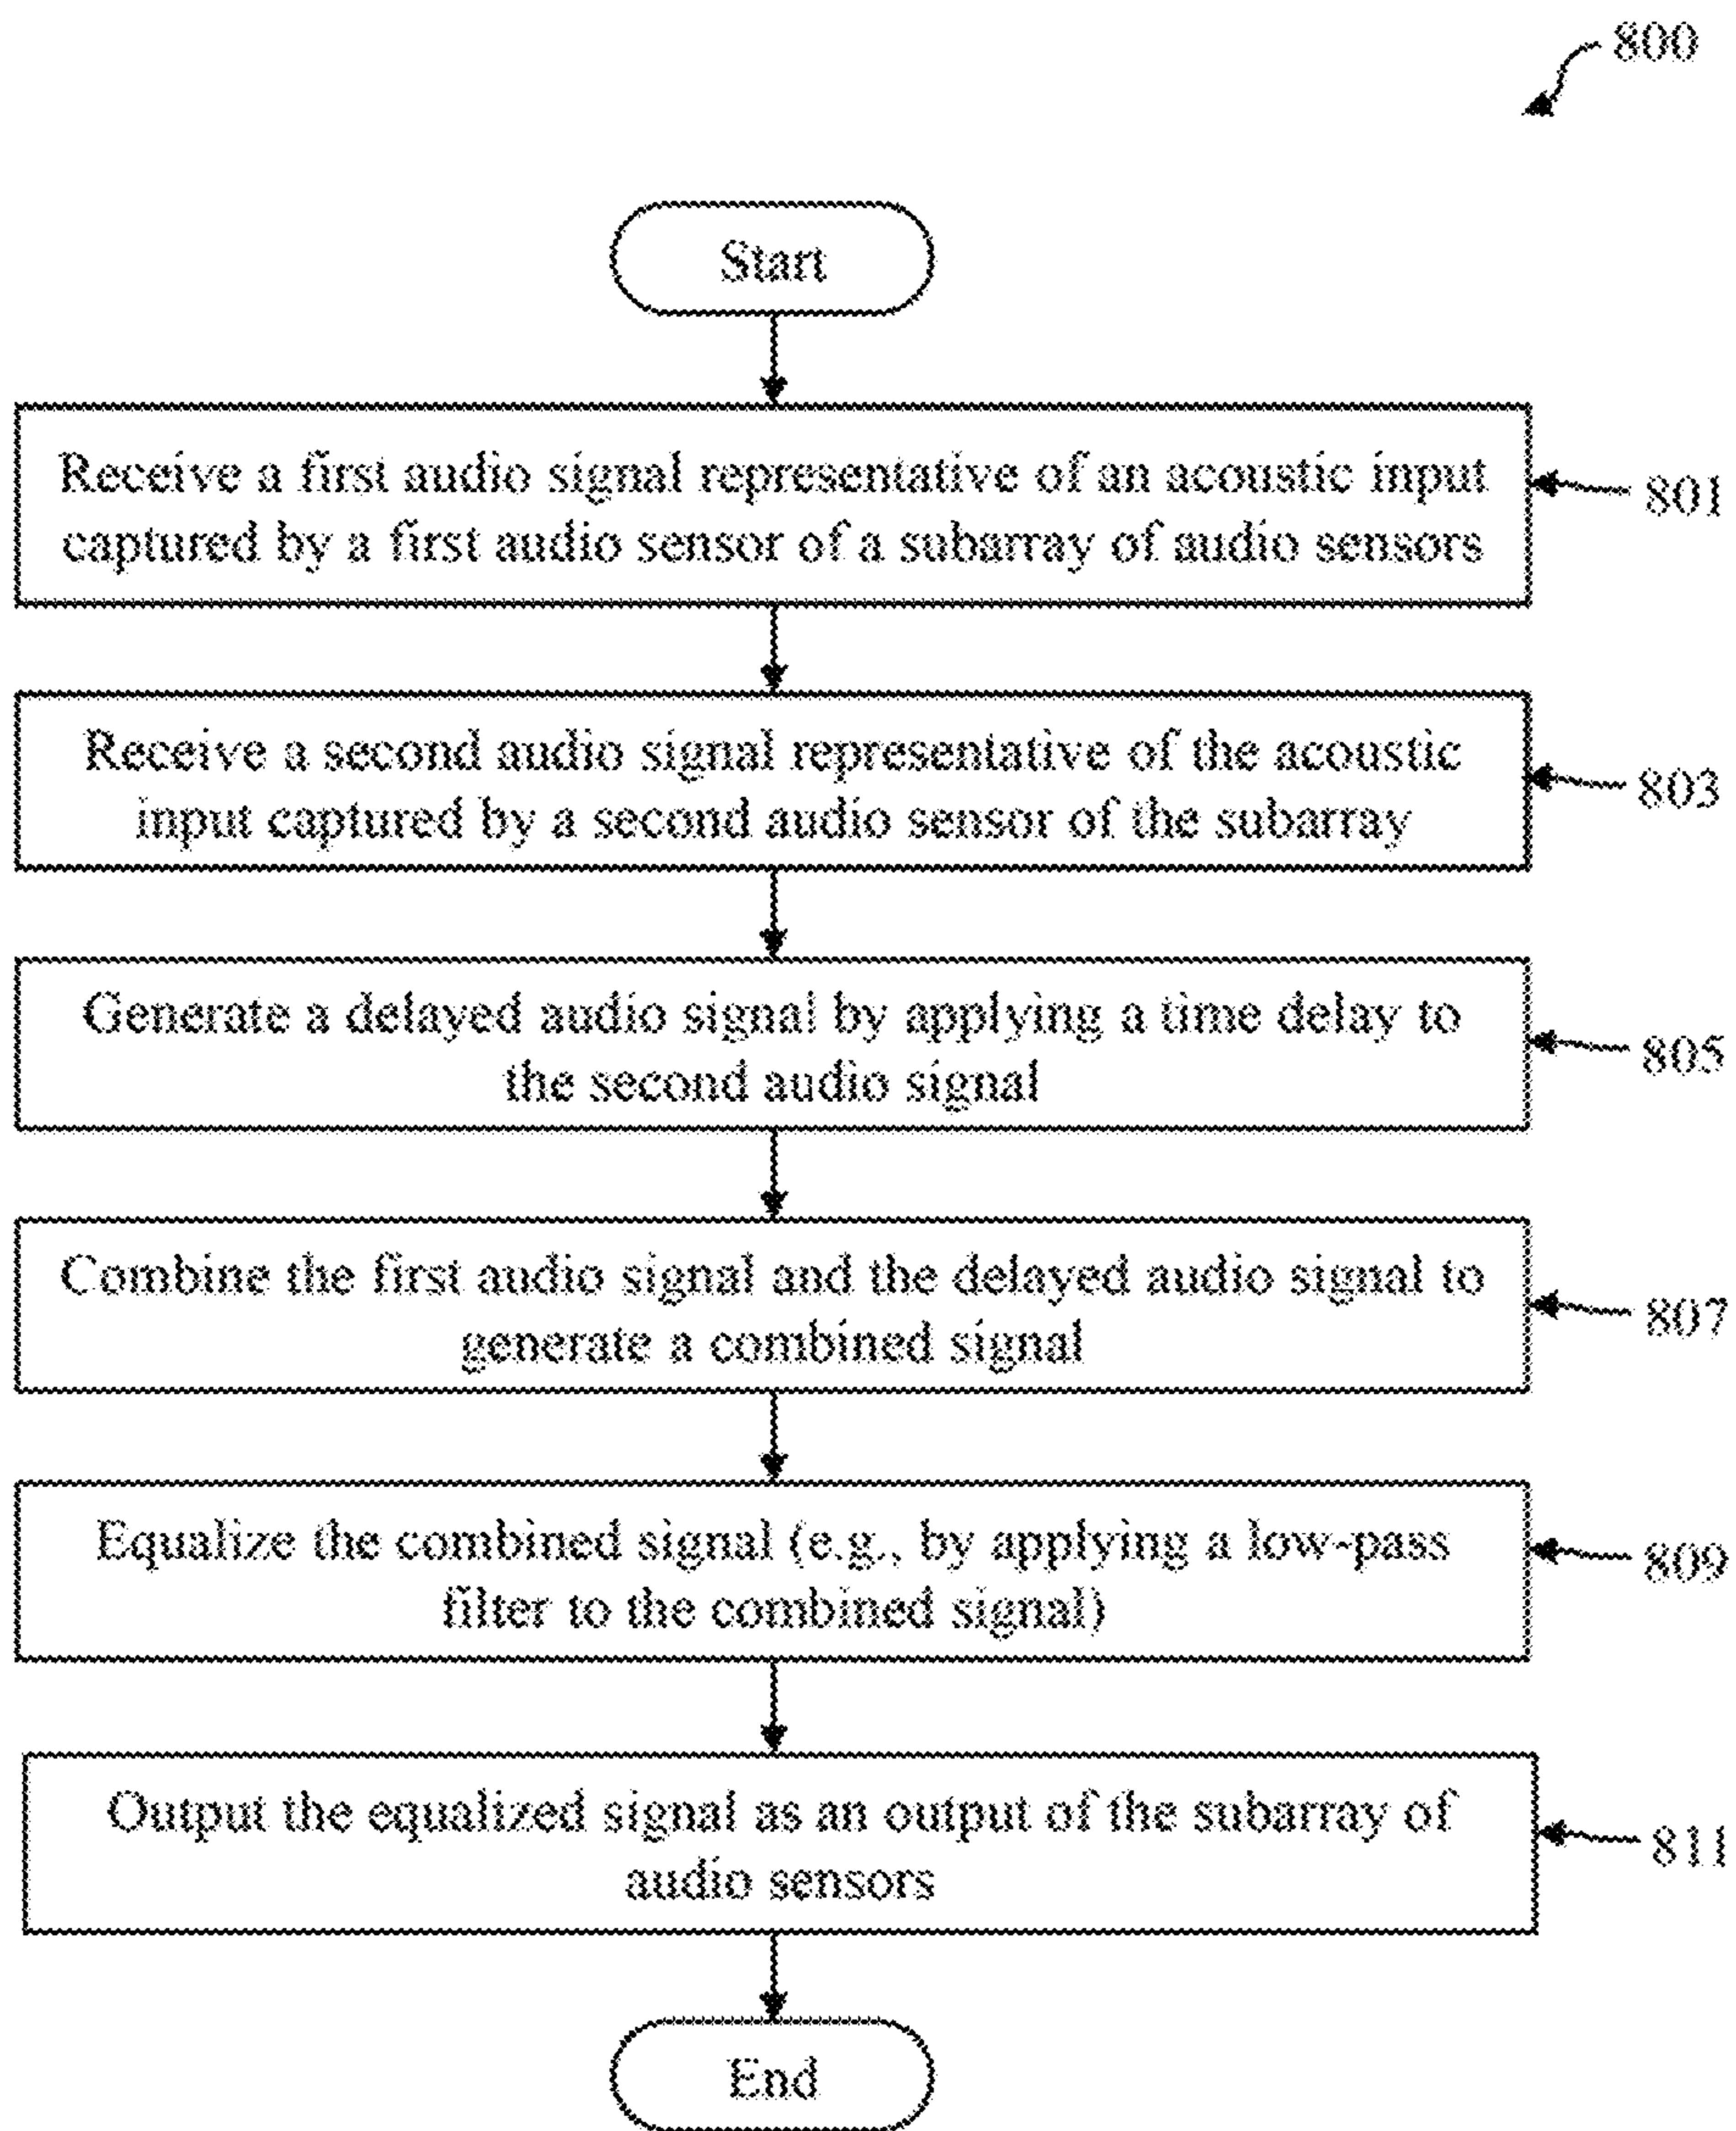 800
Start
Receive a first audio signal representative of an acoustic input
captured by a first audio sensor of a subarray of audio sensors
801
Receive a second audio signal representative of the acoustic
input captured by a second audio sensor of the subarray
803
Generate a delayed audio signal by applying a time delay to
the second audio signal
805
Combine the first audio signal and the delayed audio signal to
generate a combined signal
807
Equalize the combined signal (e.g., by applying a low-pass
filter to the combined signal)
809
Output the equalized signal as an output of the subarray of
audio sensors
811
End